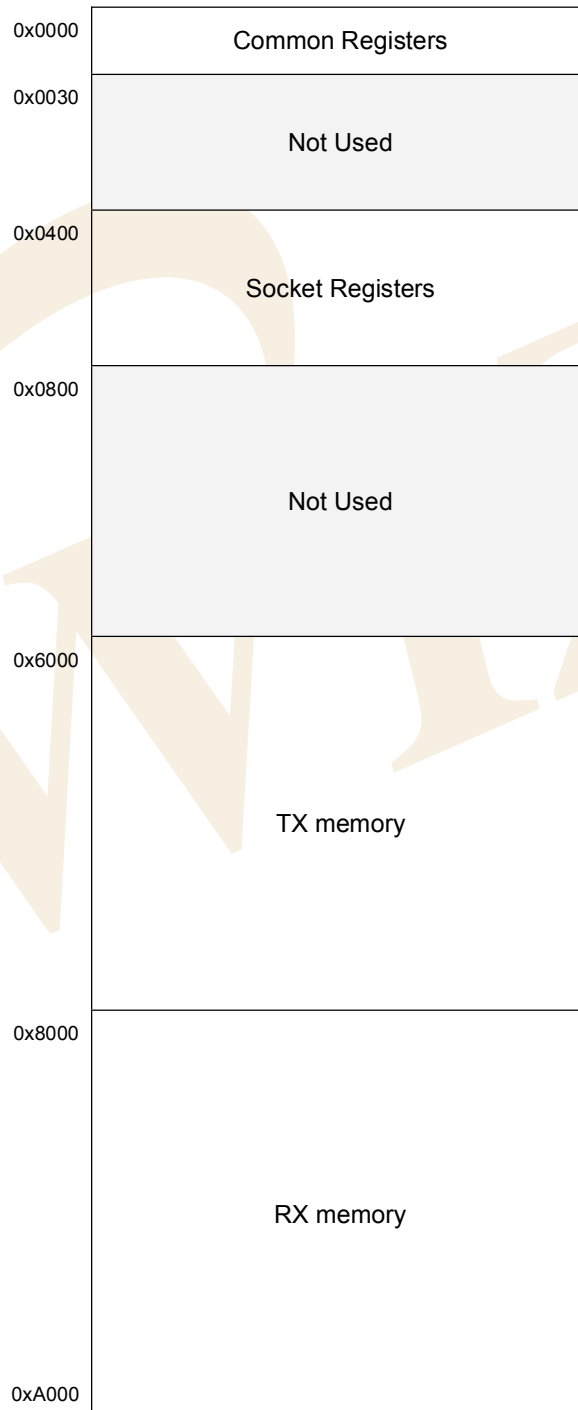 0x0000
Common Registers
0x0030
Not Used
0x0400
Socket Registers
0x0800
Not Used
0x6000
TX memory
0x8000
RX memory
0xA000